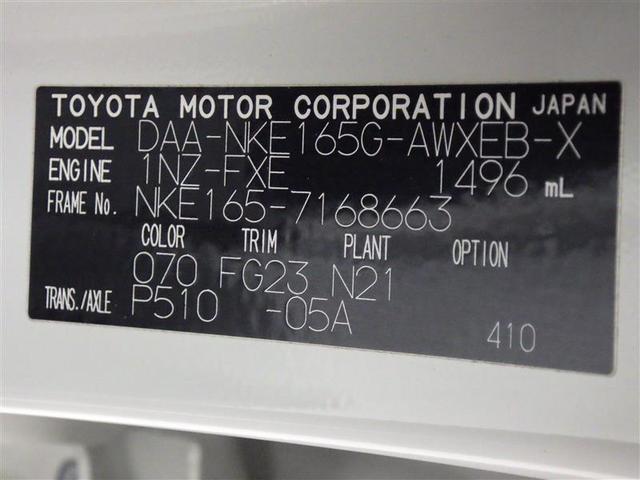 TOYOTA MOTOR CORPORATION JAPAN
MODEL DAA-NKE165G-AWXEB-X
ENGINE 1NZ-FXE 1496 mL
FRAME No. NKE165-7168663
COLOR TRIM PLANT OPTION
070 FG23 N21
TRANS./AXLE P510 -05A
410